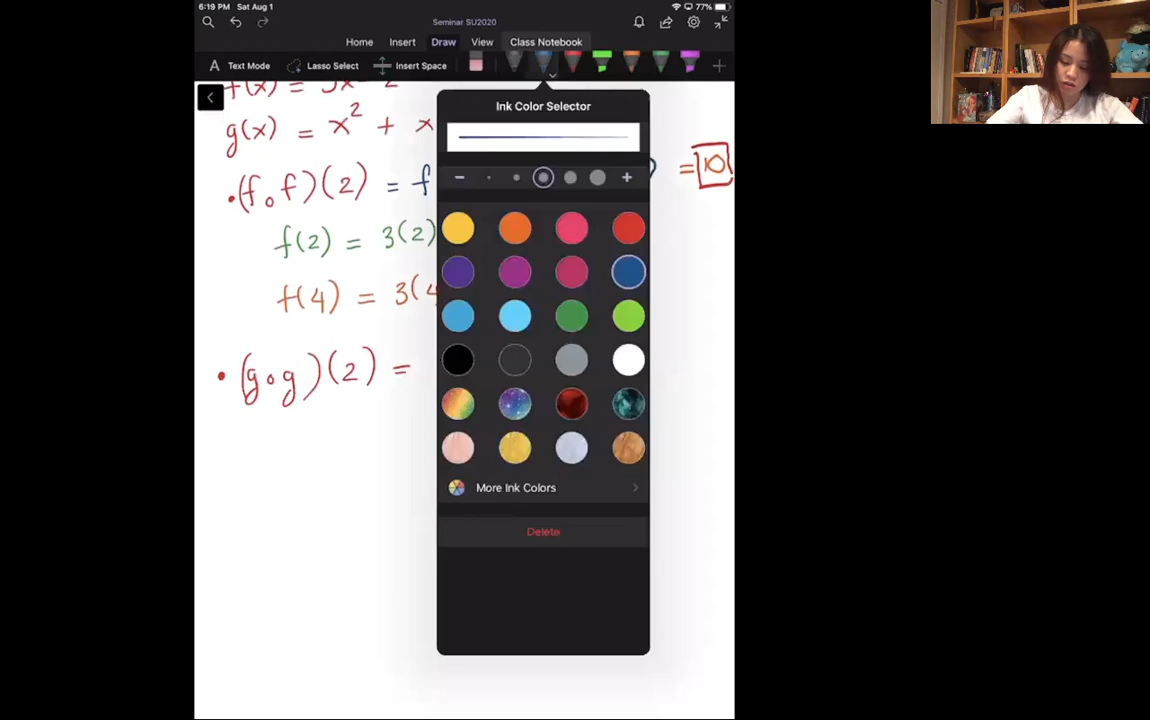 6:19 PM Sat Aug 1
77%
Seminar SU2020
Home Insert Draw View Class Notebook
A Text Mode Lasso Select Insert Space
Ink Color Selector
g(x) = x² + x
= 10
•(f∘f)(2) = f
f(2) = 3(2)
f(4) = 3(4
• (g∘g)(2) =
More Ink Colors
Delete